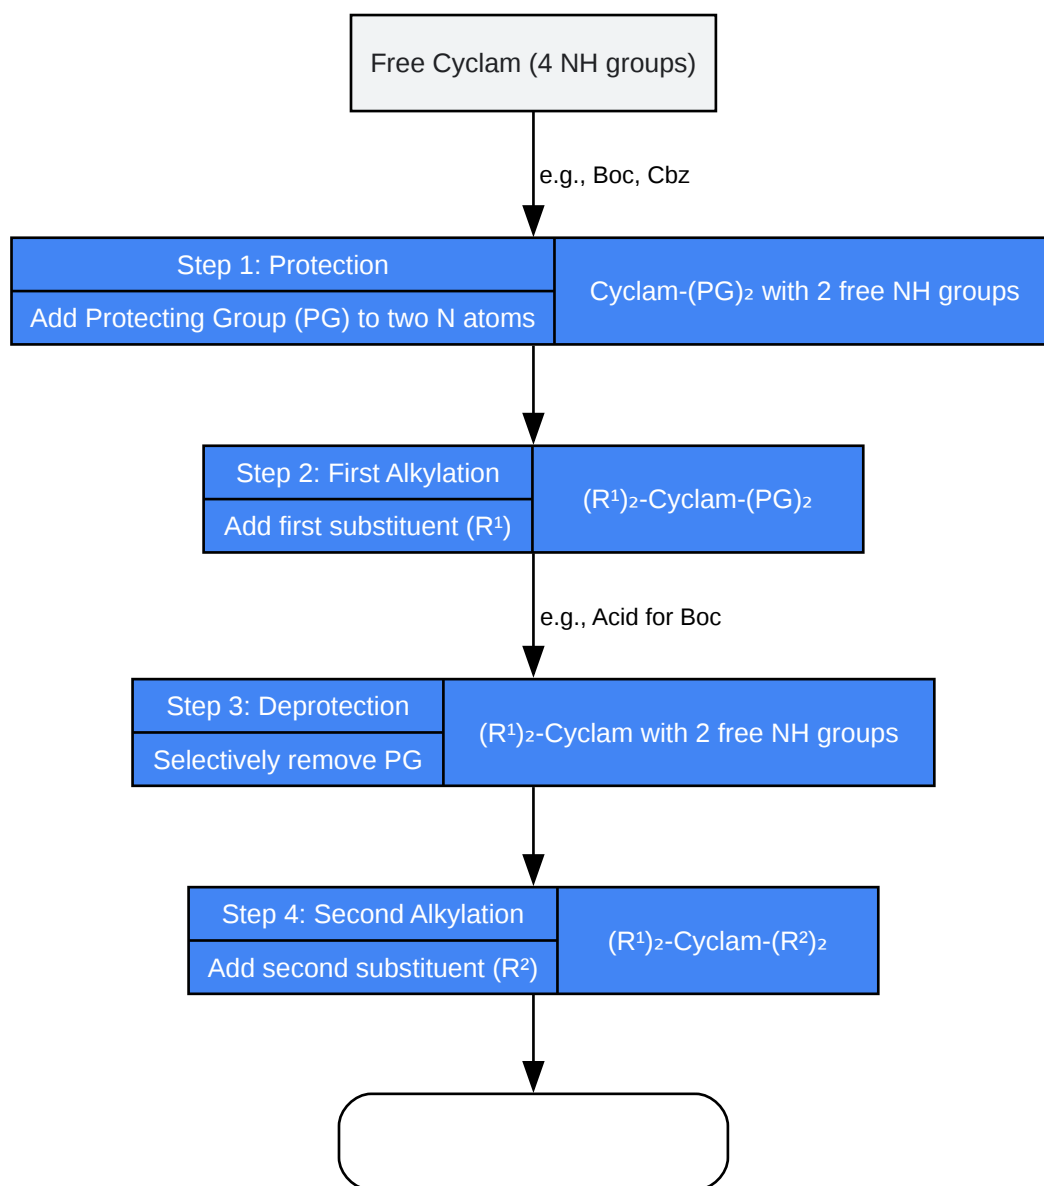 Free Cyclam (4 NH groups)
e.g., Boc, Cbz
Step 1: Protection
Add Protecting Group (PG) to two N atoms
Cyclam-(PG)₂ with 2 free NH groups
Step 2: First Alkylation
Add first substituent (R¹)
(R¹)₂-Cyclam-(PG)₂
e.g., Acid for Boc
Step 3: Deprotection
Selectively remove PG
(R¹)₂-Cyclam with 2 free NH groups
Step 4: Second Alkylation
Add second substituent (R²)
(R¹)₂-Cyclam-(R²)₂